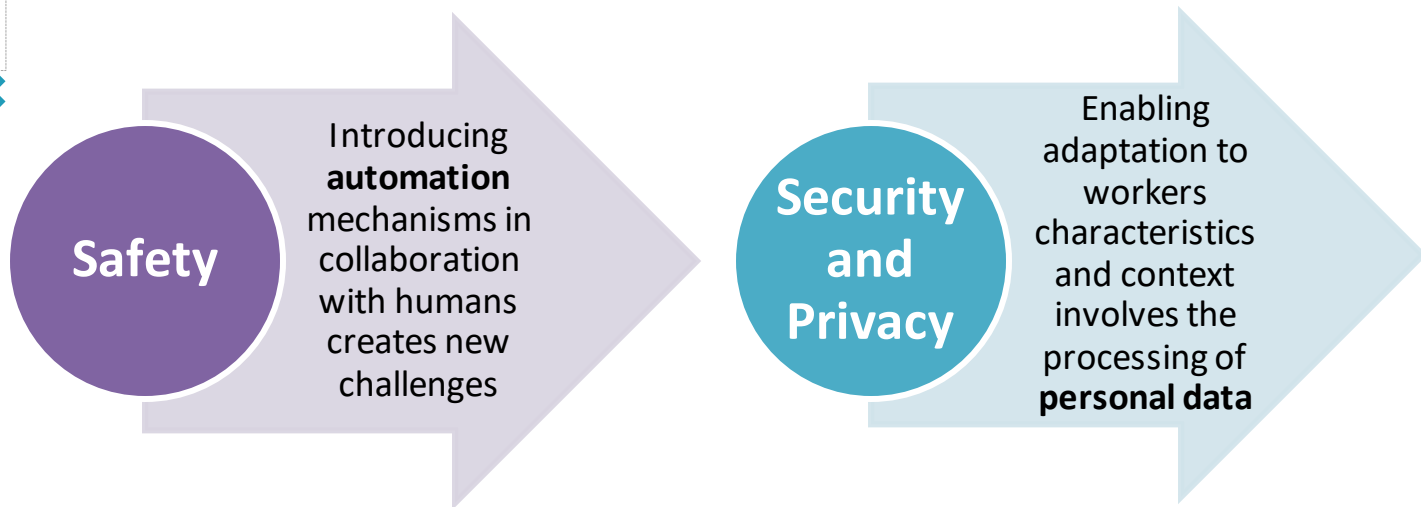 Safety
Introducing
automation
mechanisms in
collaboration
with humans
creates new
challenges
Security
and
Privacy
Enabling
adaptation to
workers
characteristics
and context
involves the
processing of
personal data